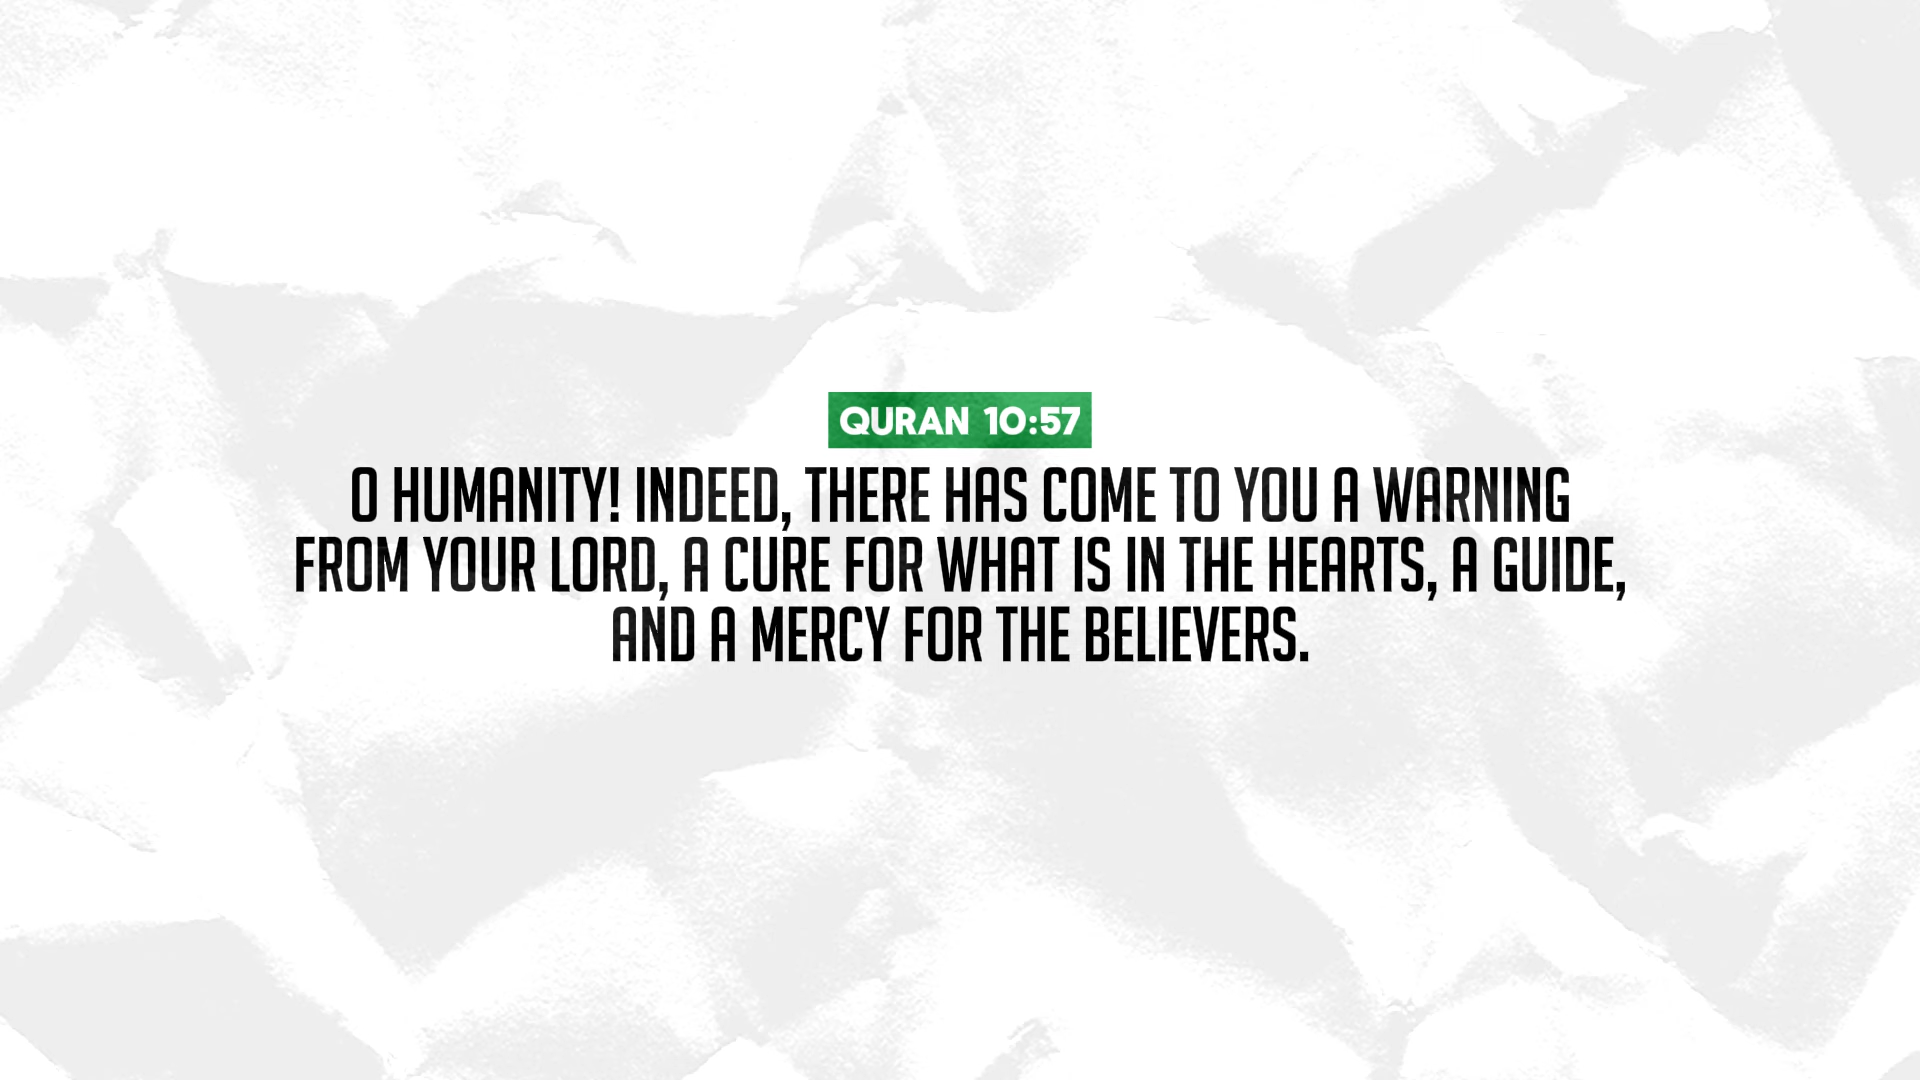 QURAN 10:57
O HUMANITY! INDEED, THERE HAS COME TO YOU A WARNING
FROM YOUR LORD, A CURE FOR WHAT IS IN THE HEARTS, A GUIDE,
AND A MERCY FOR THE BELIEVERS.